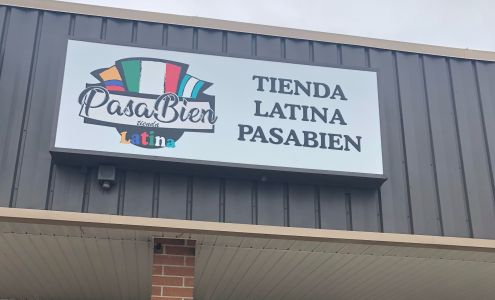 PasaBien
tienda
Latina
TIENDA
LATINA
PASABIEN